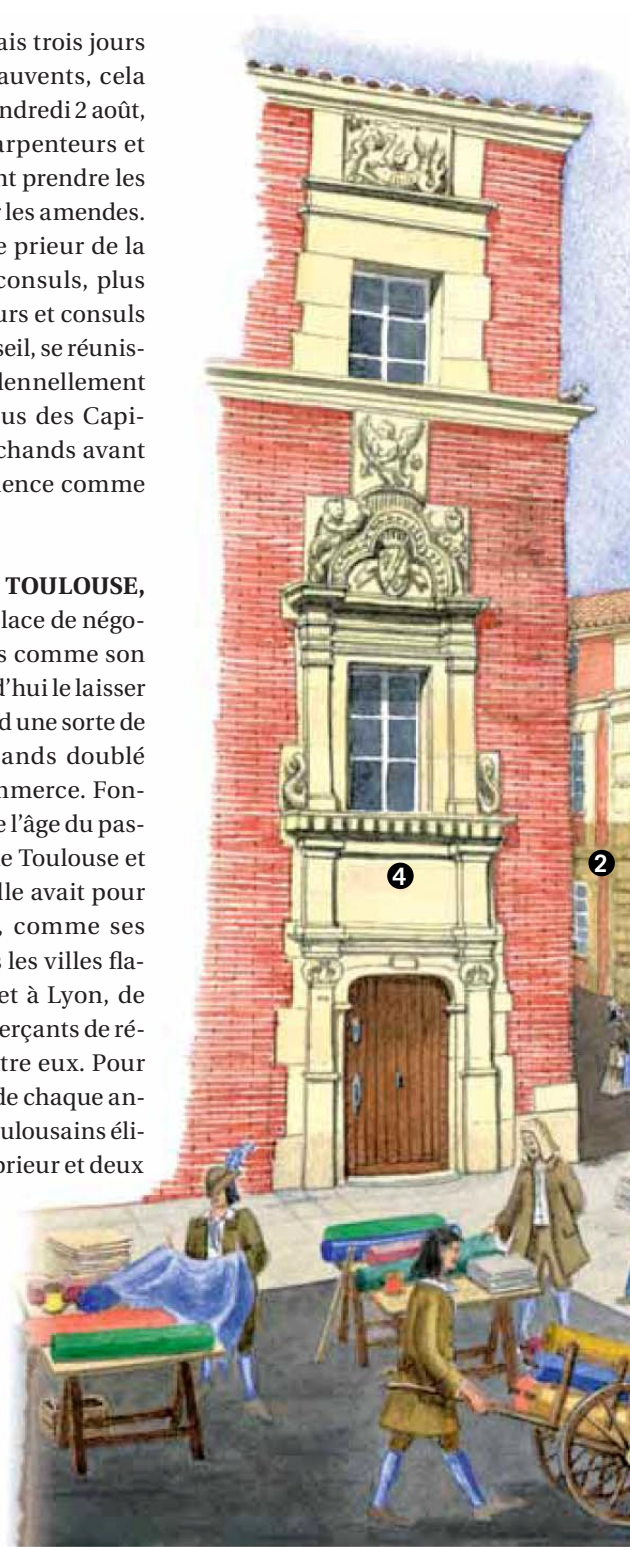 ais trois jours
auvents, cela
ndredi 2 août,
arpenteurs et
nt prendre les
les amendes.
e prieur de la
consuls, plus
urs et consuls
seil, se réunis-
lennellement
us des Capi-
chands avant
ience comme
TOULOUSE,
lace de négo-
s comme son
d'hui le laisser
d une sorte de
ands doublé
nmerce. Fon-
e l'âge du pas-
e Toulouse et
lle avait pour
, comme ses
s les villes fla-
et à Lyon, de
erçants de ré-
tre eux. Pour
de chaque an-
oulousains éli-
prieur et deux
4
2